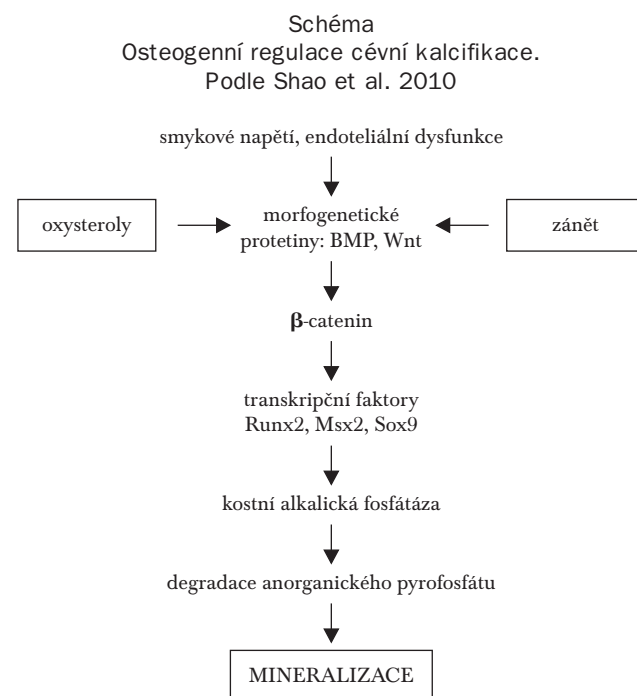 Schéma
Osteogenní regulace cévní kalcifikace.
Podle Shao et al. 2010
smykové napětí, endoteliální dysfunkce
oxysteroly
morfogenetické
protetiny: BMP, Wnt
zánět
β-catenin
transkripční faktory
Runx2, Msx2, Sox9
kostní alkalická fosfátáza
degradace anorganického pyrofosfátu
MINERALIZACE